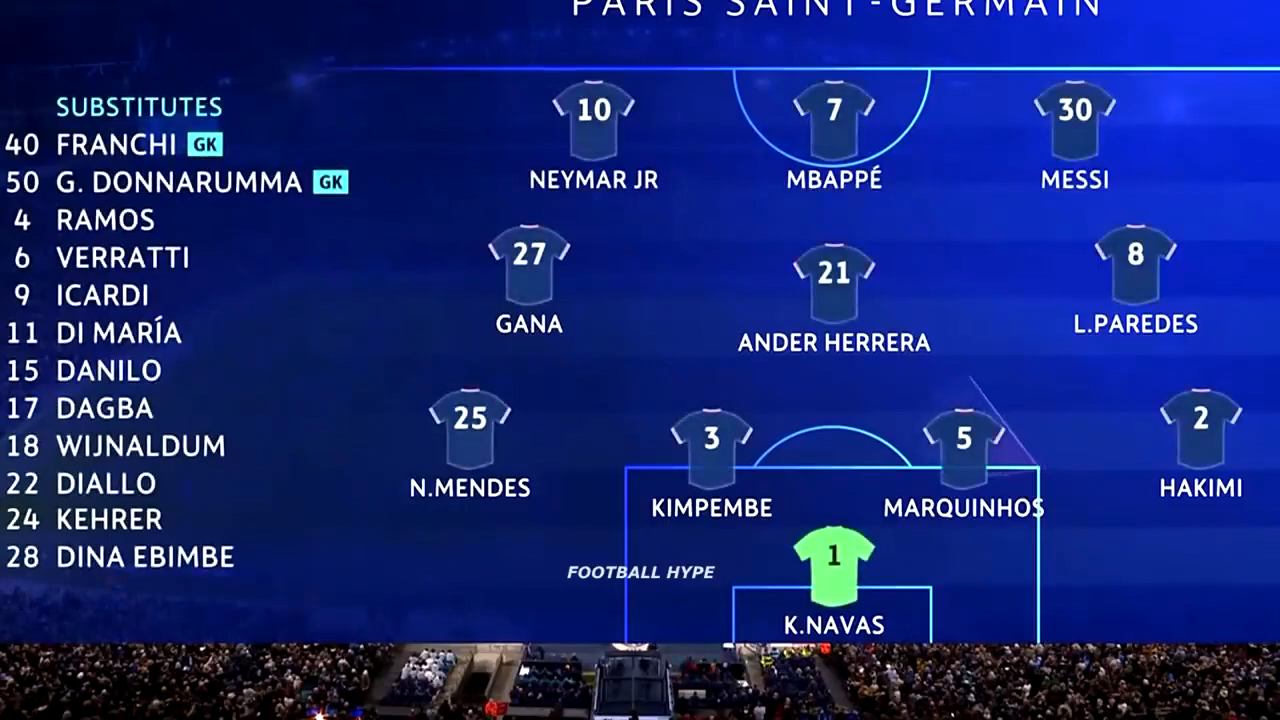 PARIS SAINT-GERMAIN
SUBSTITUTES
40 FRANCHI GK
50 G. DONNARUMMA GK
4 RAMOS
6 VERRATTI
9 ICARDI
11 DI MARÍA
15 DANILO
17 DAGBA
18 WIJNALDUM
22 DIALLO
24 KEHRER
28 DINA EBIMBE
10 7 30
NEYMAR JR MBAPPÉ MESSI
27 21 8
GANA ANDER HERRERA L.PAREDES
25 3 5 2
N.MENDES KIMPEMBE MARQUINHOS HAKIMI
1
FOOTBALL HYPE
K.NAVAS